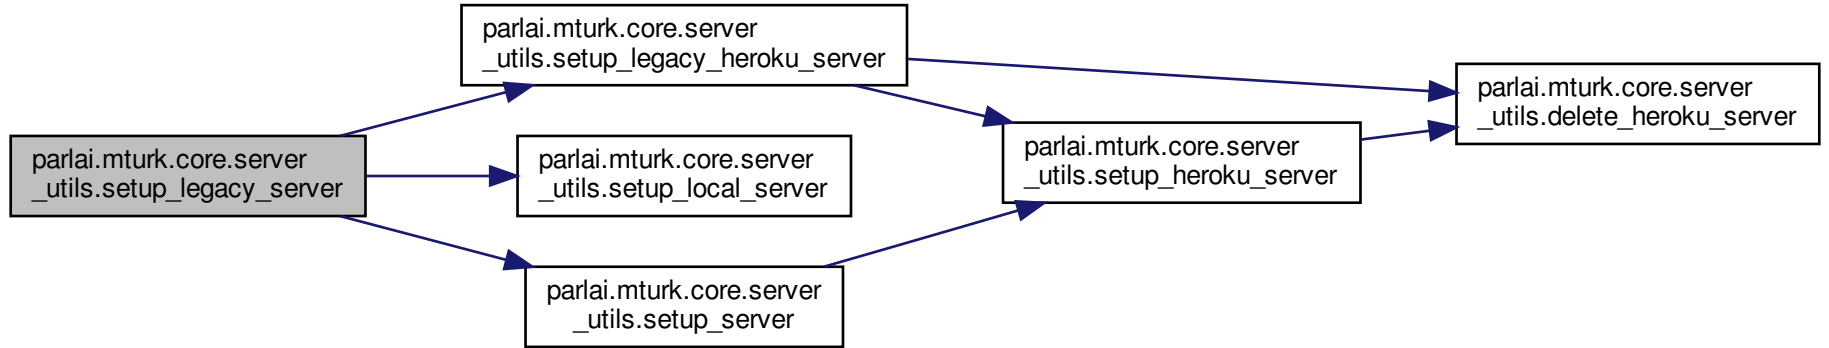 parlai.mturk.core.server
_utils.setup_legacy_server
parlai.mturk.core.server
_utils.setup_legacy_heroku_server
parlai.mturk.core.server
_utils.setup_local_server
parlai.mturk.core.server
_utils.setup_server
parlai.mturk.core.server
_utils.setup_heroku_server
parlai.mturk.core.server
_utils.delete_heroku_server